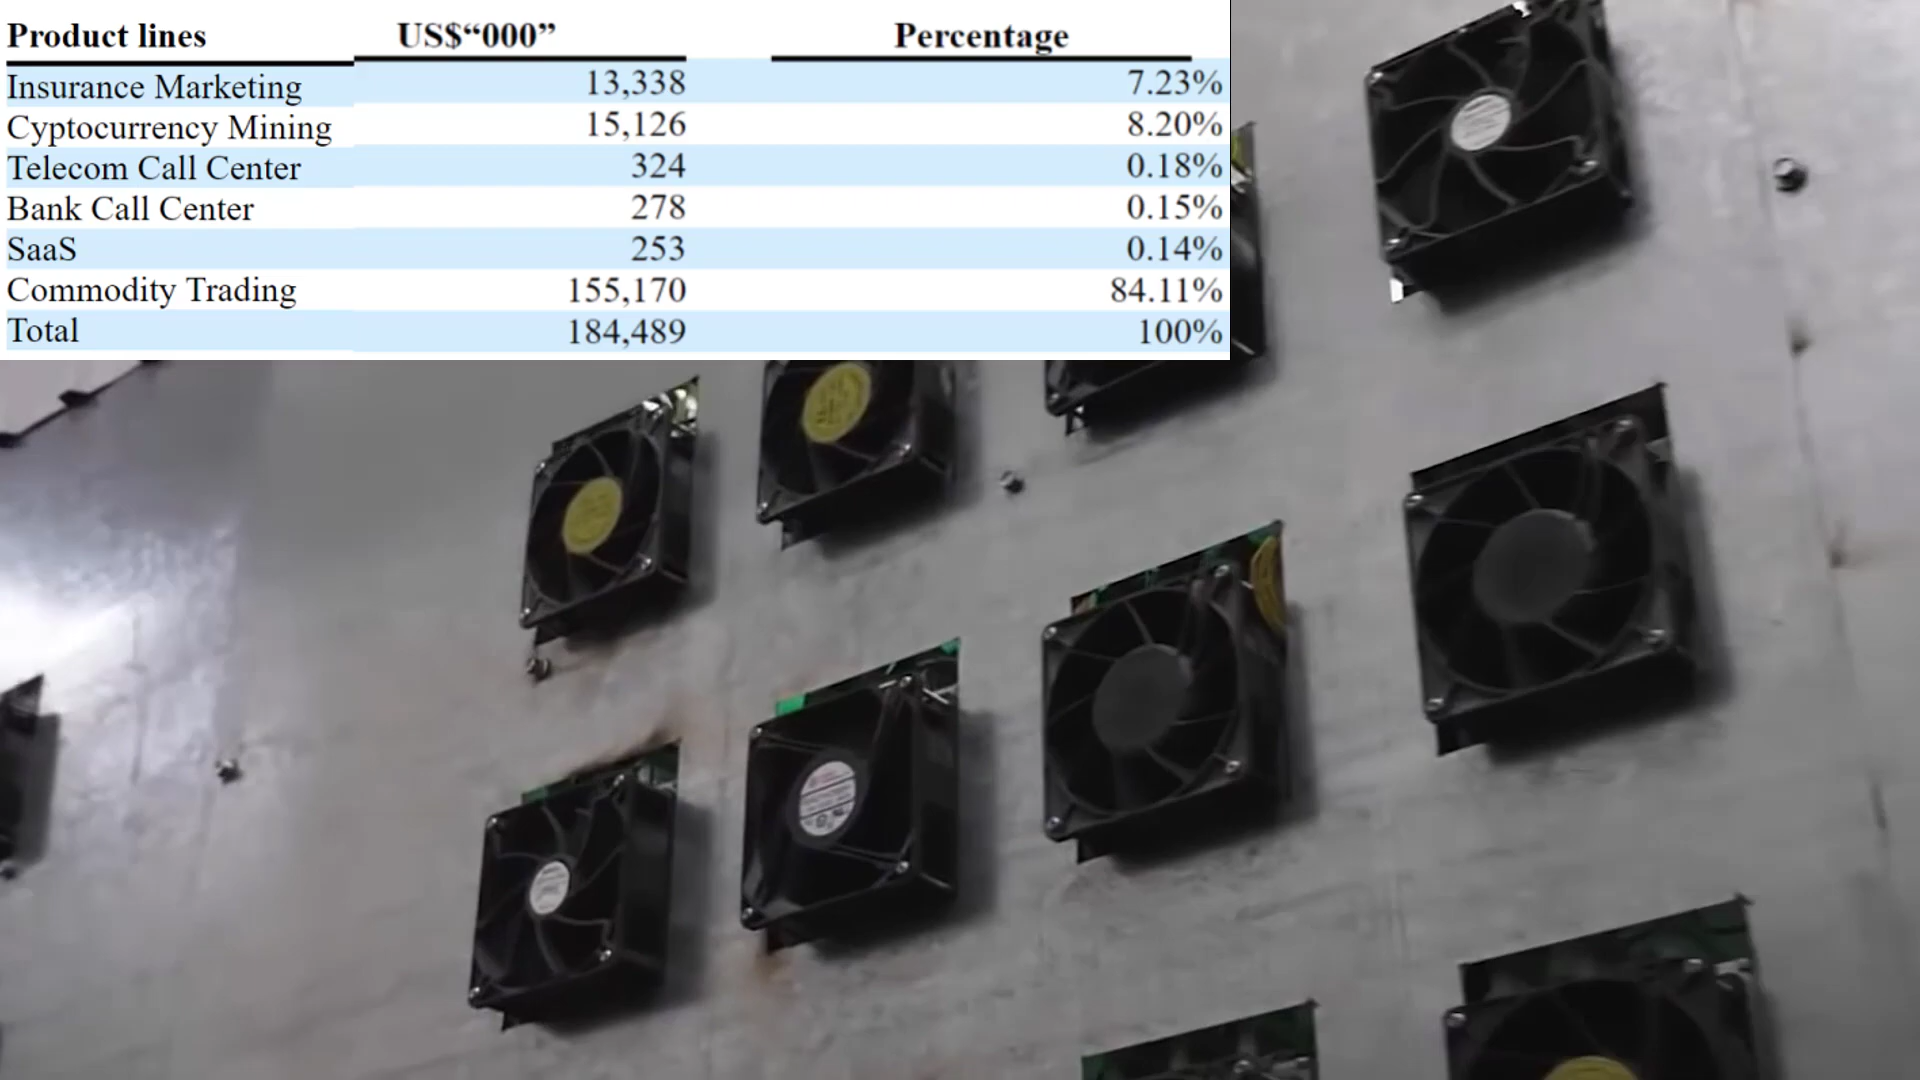 Product lines US$“000” Percentage
Insurance Marketing 13,338 7.23%
Cyptocurrency Mining 15,126 8.20%
Telecom Call Center 324 0.18%
Bank Call Center 278 0.15%
SaaS 253 0.14%
Commodity Trading 155,170 84.11%
Total 184,489 100%